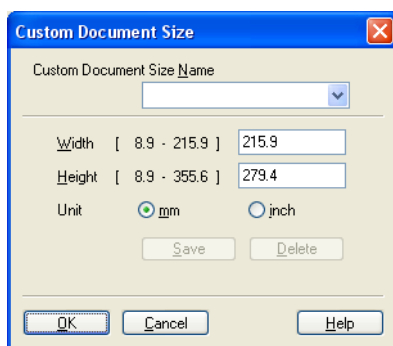 Custom Document Size
Custom Document Size Name
Width [ 8.9 - 215.9 ] 215.9
Height [ 8.9 - 355.6 ] 279.4
Unit mm inch
Save Delete
OK Cancel Help